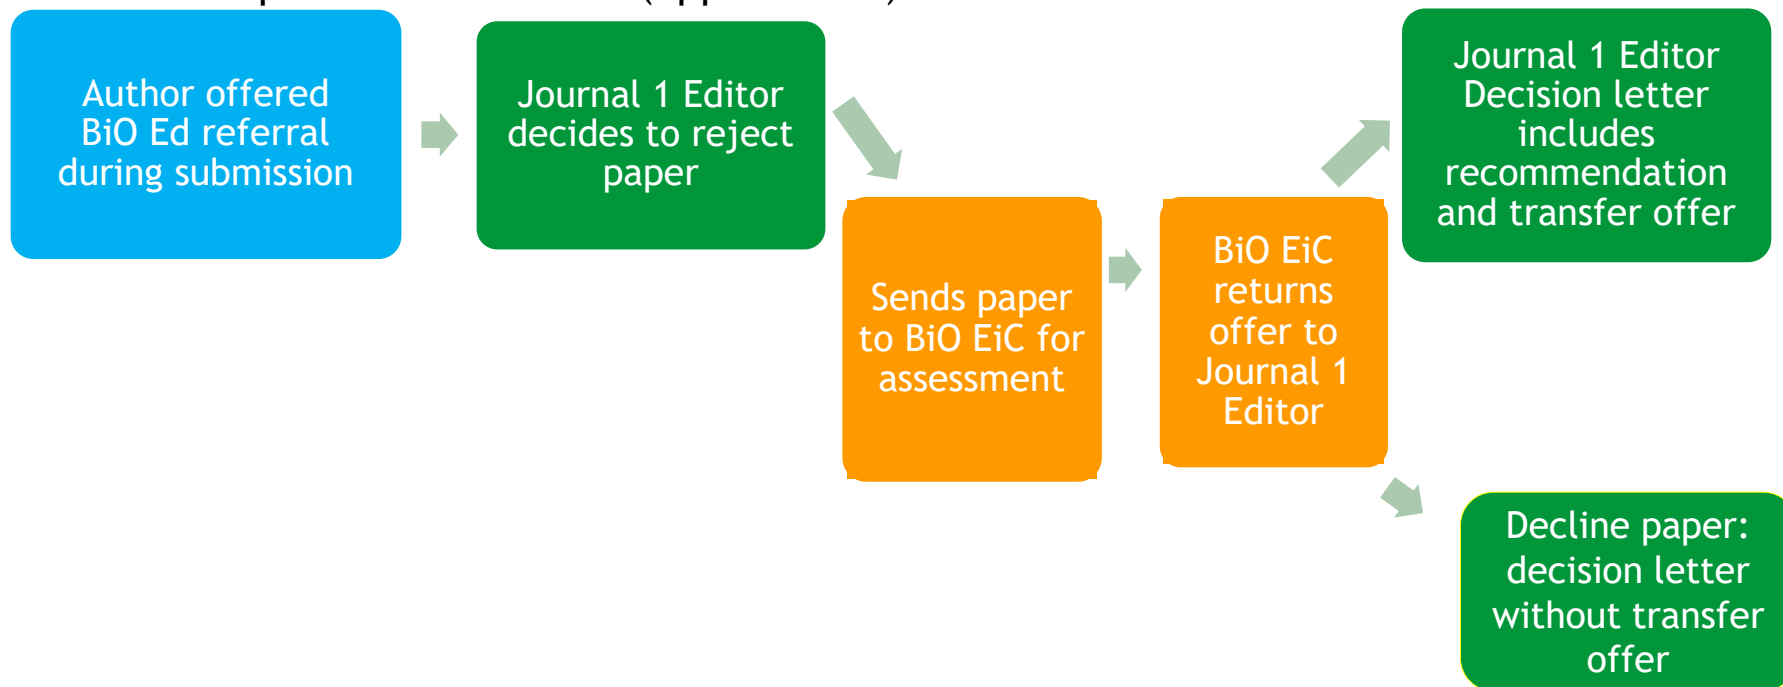 Author offered
BiO Ed referral
during submission
Journal 1 Editor
decides to reject
paper
Sends paper
to BiO EiC for
assessment
BiO EiC
returns
offer to
Journal 1
Editor
Journal 1 Editor
Decision letter
includes
recommendation
and transfer offer
Decline paper:
decision letter
without transfer
offer